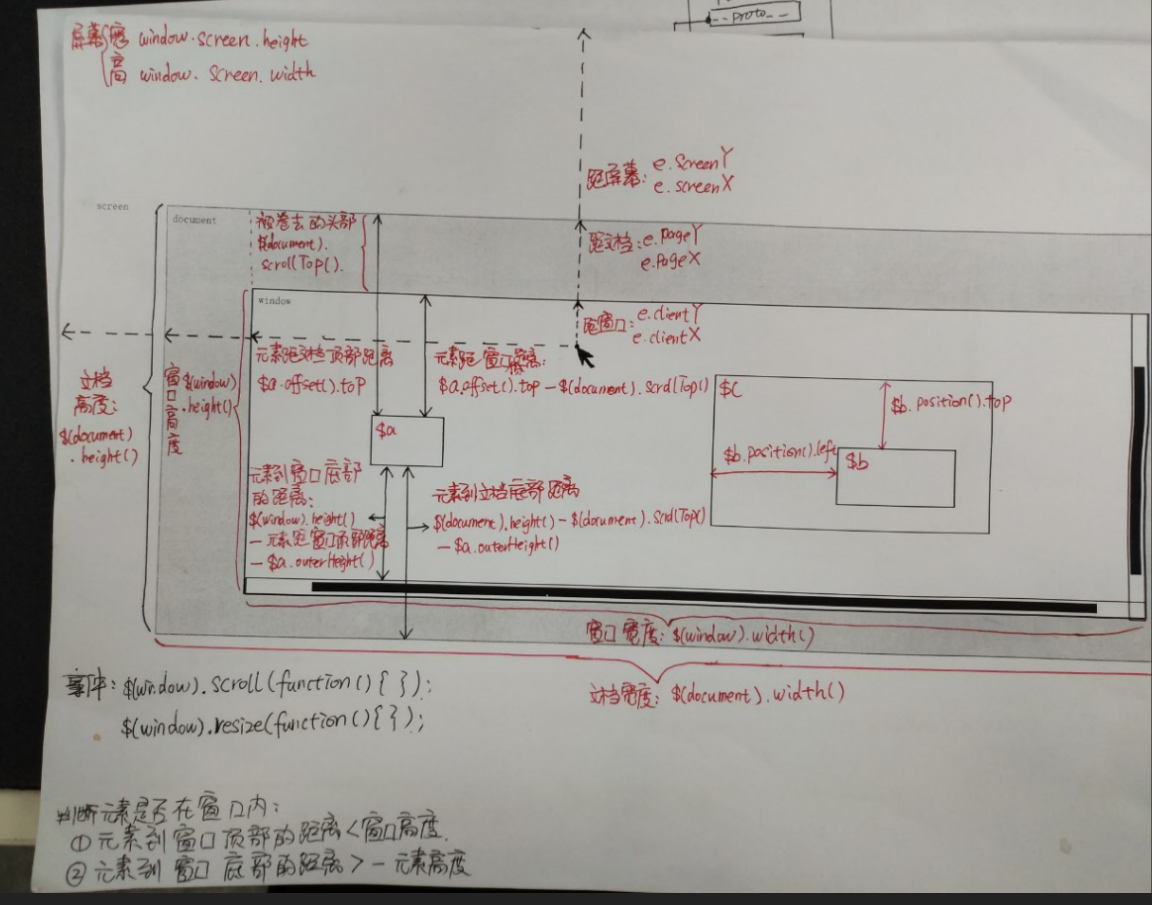 --proto--
屏幕 宽 window.screen.height
高 window. screen. width
距屏幕: e.screenY
e.screenX
screen
document
被卷去的头部
$(document).
scrollTop().
距文档: e.pageY
e.pageX
window
距窗口: e.clientY
e.clientX
元素距文档顶部距离
$a.offset().top
元素距窗口 距离:
$a.offset().top - $(document).scrollTop()
文档
高度:
$(document)
.height()
窗口高度
$(window)
.height()
$a
$c
$b.position().top
$b.position().left
$b
元素到窗口底部
的距离:
$(window).height()
- 元素距窗口顶部距离
- $a.outerHeight()
元素到文档底部距离
$(document).height() - $(document).scrollTop()
- $a.outerHeight()
窗口宽度: $(window).width()
文档宽度: $(document).width()
事件: $(window).scroll(function(){ });
$(window).resize(function(){ });
判断元素是否在窗口内:
① 元素到窗口顶部的距离<窗口高度.
② 元素到窗口底部的距离> - 元素高度